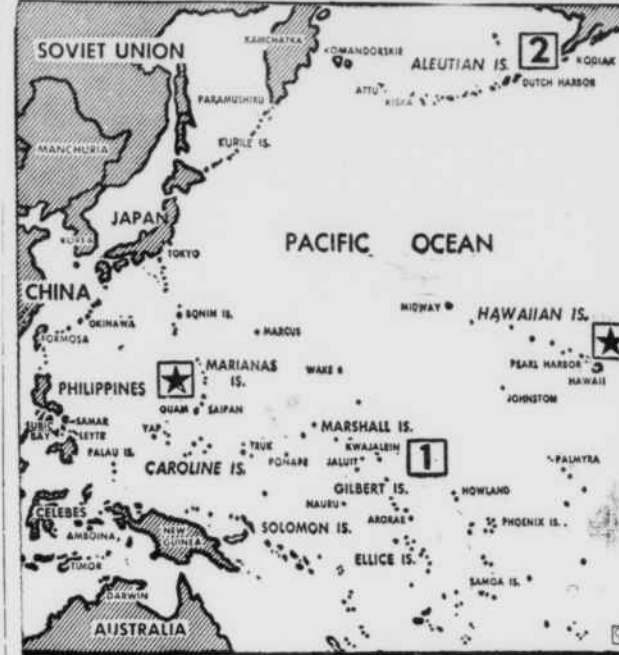 SOVIET UNION
KAMCHATKA
KOMANDORSKIE
ALEUTIAN IS.
2
KODIAK
DUTCH HARBOR
ATTU
KISKA
PARAMUSHIRU
KURILE IS.
MANCHURIA
JAPAN
KOREA
TOKYO
PACIFIC OCEAN
CHINA
OKINAWA
FORMOSA
BONIN IS.
MARCUS
MIDWAY
HAWAIIAN IS.
PEARL HARBOR
HAWAII
JOHNSTON
MARIANAS
IS.
WAKE
PHILIPPINES
GUAM
SAIPAN
SUBIC
BAY
SAMAR
LEYTE
YAP
PALAU IS.
CAROLINE IS.
TRUK
PONAPE
MARSHALL IS.
KWAJALEIN
JALUIT
1
PALMYRA
GILBERT IS.
HOWLAND
NAURU
ARORAE
PHOENIX IS.
CELEBES
AMBOINA
TIMOR
NEW
GUINEA
SOLOMON IS.
ELLICE IS.
SAMOA IS.
DARWIN
AUSTRALIA